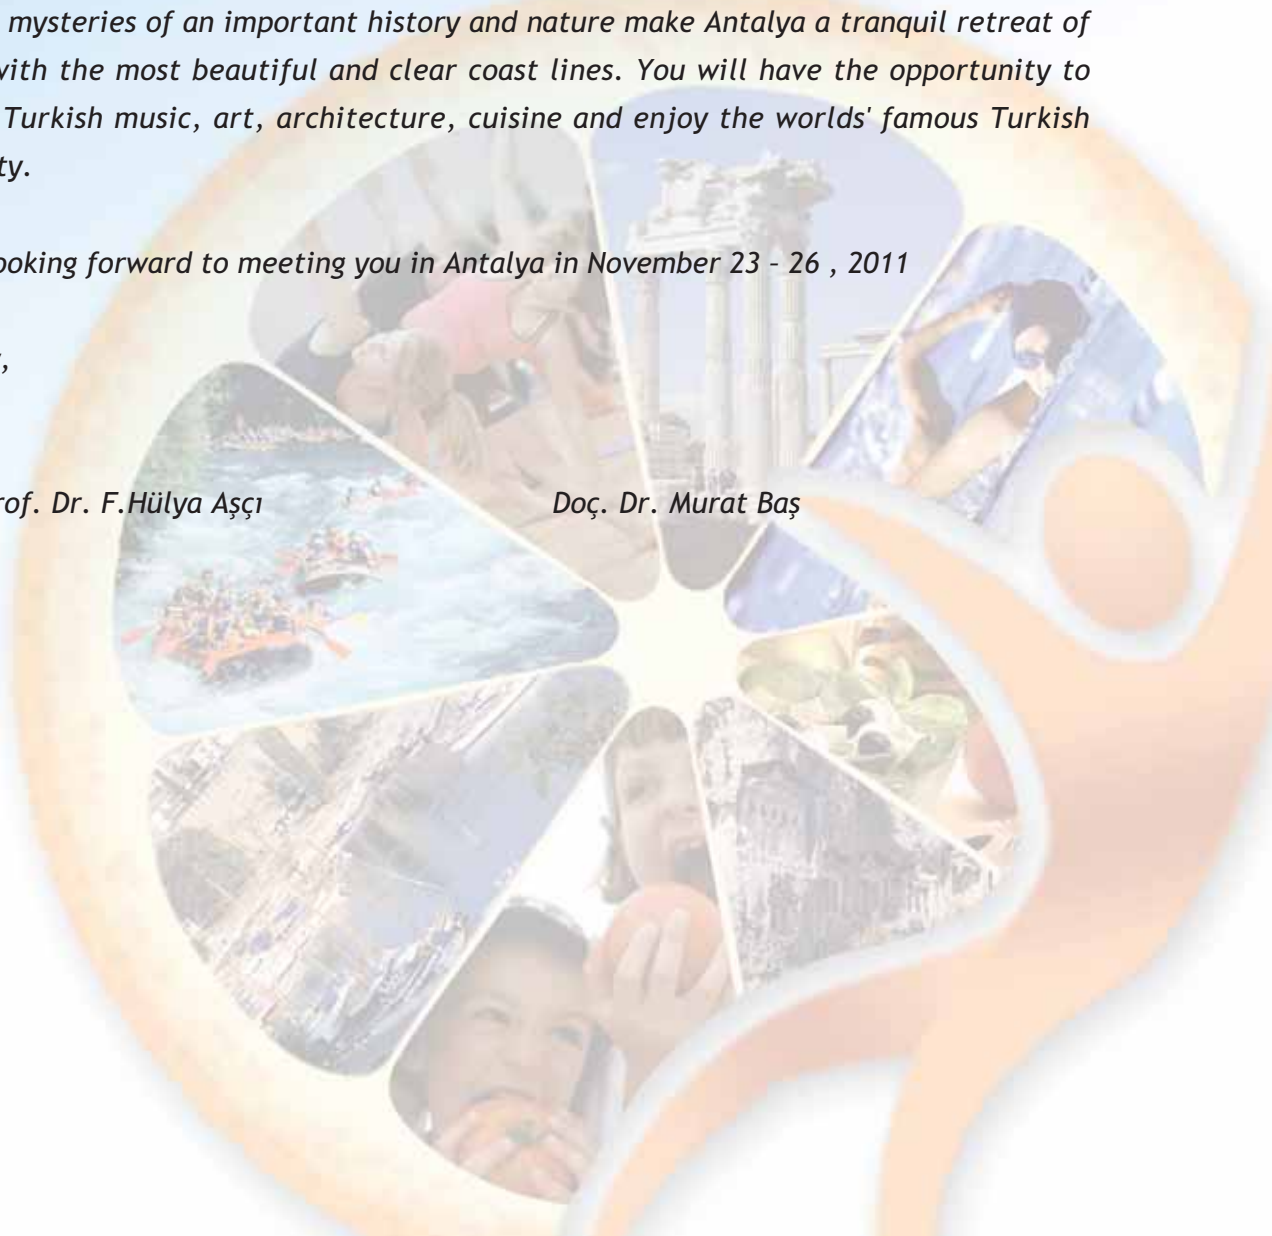 mysteries of an important history and nature make Antalya a tranquil retreat of
with the most beautiful and clear coast lines. You will have the opportunity to
Turkish music, art, architecture, cuisine and enjoy the worlds' famous Turkish
ty.
ooking forward to meeting you in Antalya in November 23 - 26 , 2011
,
rof. Dr. F.Hülya Aşçı Doç. Dr. Murat Baş